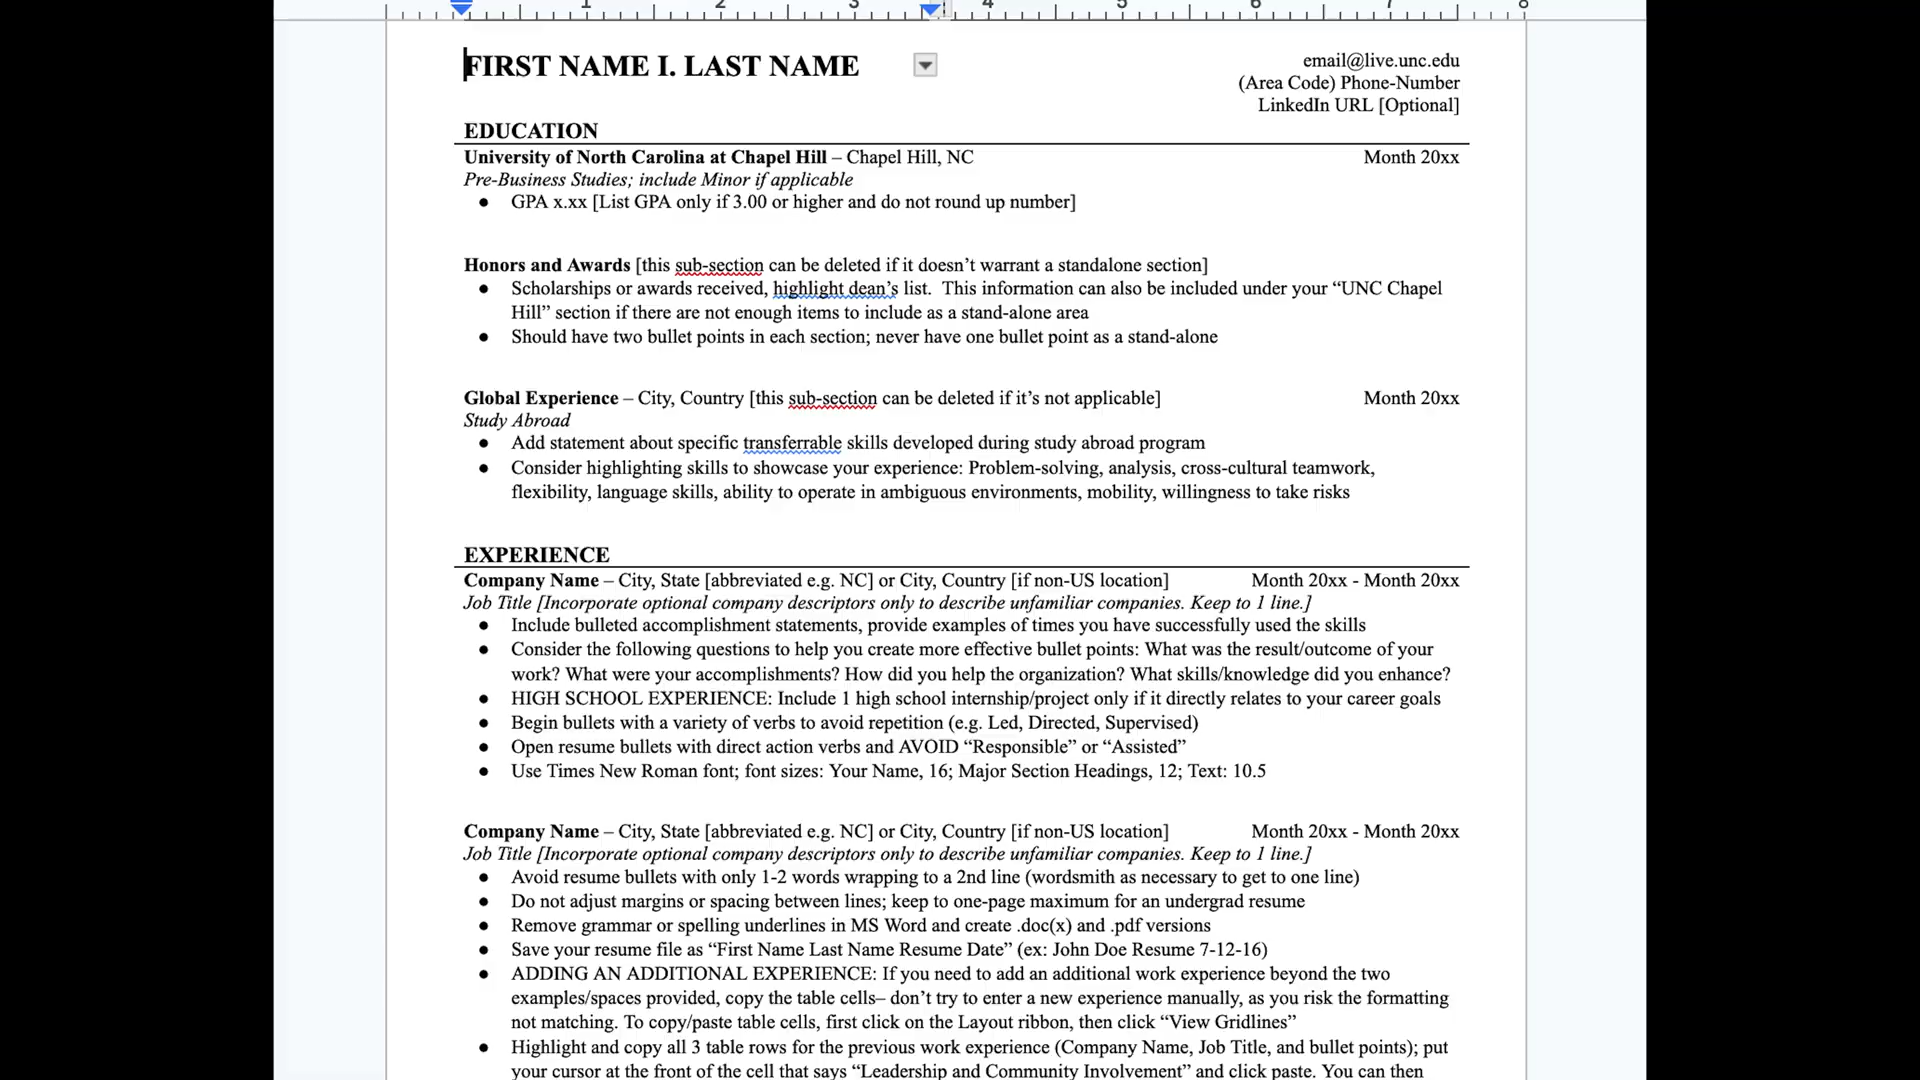 1 2 3 4 5 6 7 8
FIRST NAME I. LAST NAME
email@live.unc.edu
(Area Code) Phone-Number
LinkedIn URL [Optional]
EDUCATION
University of North Carolina at Chapel Hill – Chapel Hill, NC Month 20xx
Pre-Business Studies; include Minor if applicable
● GPA x.xx [List GPA only if 3.00 or higher and do not round up number]
Honors and Awards [this sub-section can be deleted if it doesn’t warrant a standalone section]
● Scholarships or awards received, highlight dean’s list.  This information can also be included under your “UNC Chapel
Hill” section if there are not enough items to include as a stand-alone area
● Should have two bullet points in each section; never have one bullet point as a stand-alone
Global Experience – City, Country [this sub-section can be deleted if it’s not applicable] Month 20xx
Study Abroad
● Add statement about specific transferrable skills developed during study abroad program
● Consider highlighting skills to showcase your experience: Problem-solving, analysis, cross-cultural teamwork,
flexibility, language skills, ability to operate in ambiguous environments, mobility, willingness to take risks
EXPERIENCE
Company Name – City, State [abbreviated e.g. NC] or City, Country [if non-US location] Month 20xx - Month 20xx
Job Title [Incorporate optional company descriptors only to describe unfamiliar companies. Keep to 1 line.]
● Include bulleted accomplishment statements, provide examples of times you have successfully used the skills
● Consider the following questions to help you create more effective bullet points: What was the result/outcome of your
work? What were your accomplishments? How did you help the organization? What skills/knowledge did you enhance?
● HIGH SCHOOL EXPERIENCE: Include 1 high school internship/project only if it directly relates to your career goals
● Begin bullets with a variety of verbs to avoid repetition (e.g. Led, Directed, Supervised)
● Open resume bullets with direct action verbs and AVOID “Responsible” or “Assisted”
● Use Times New Roman font; font sizes: Your Name, 16; Major Section Headings, 12; Text: 10.5
Company Name – City, State [abbreviated e.g. NC] or City, Country [if non-US location] Month 20xx - Month 20xx
Job Title [Incorporate optional company descriptors only to describe unfamiliar companies. Keep to 1 line.]
● Avoid resume bullets with only 1-2 words wrapping to a 2nd line (wordsmith as necessary to get to one line)
● Do not adjust margins or spacing between lines; keep to one-page maximum for an undergrad resume
● Remove grammar or spelling underlines in MS Word and create .doc(x) and .pdf versions
● Save your resume file as “First Name Last Name Resume Date” (ex: John Doe Resume 7-12-16)
● ADDING AN ADDITIONAL EXPERIENCE: If you need to add an additional work experience beyond the two
examples/spaces provided, copy the table cells– don’t try to enter a new experience manually, as you risk the formatting
not matching. To copy/paste table cells, first click on the Layout ribbon, then click “View Gridlines”
● Highlight and copy all 3 table rows for the previous work experience (Company Name, Job Title, and bullet points); put
your cursor at the front of the cell that says “Leadership and Community Involvement” and click paste. You can then